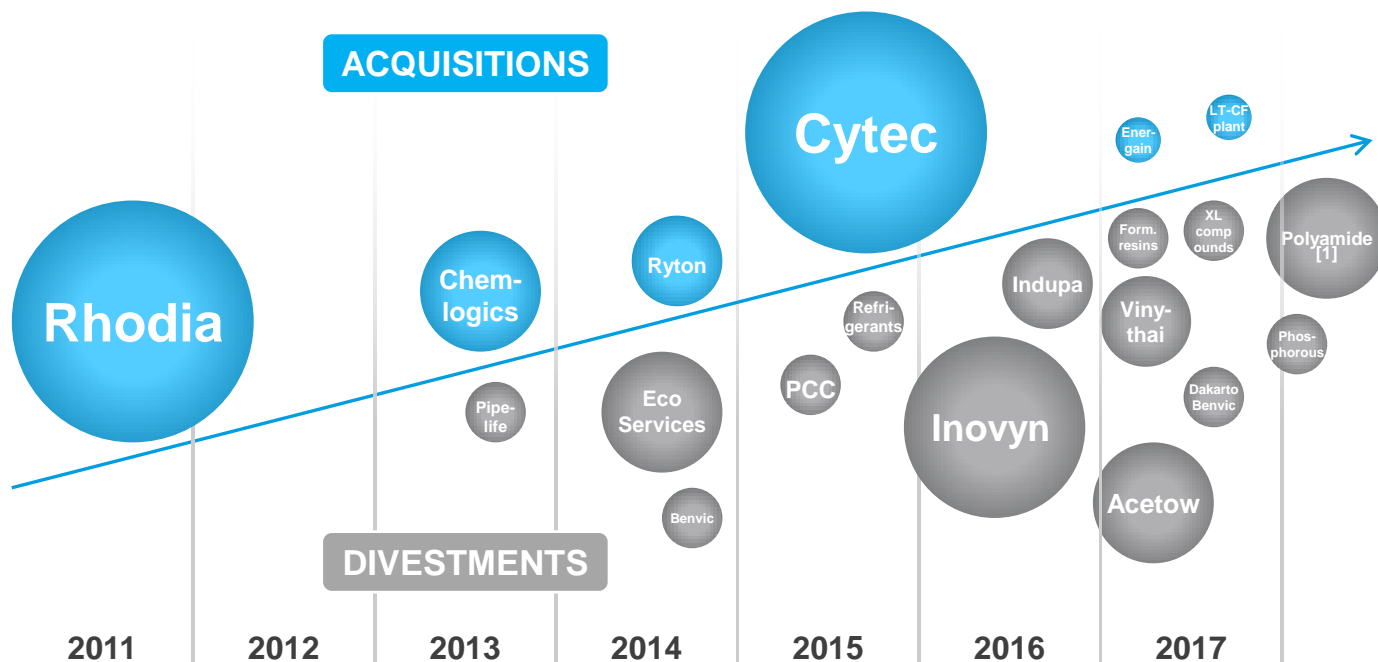 ACQUISITIONS
Cytec
Ener-
gain
LT-CF
plant
Rhodia
Chem-
logics
Ryton
Refri-
gerants
Indupa
Form.
resins
XL
comp
ounds
Polyamide
[1]
Viny-
thai
Phos-
phorous
Pipe-
life
Eco
Services
PCC
Inovyn
Dakarto
Benvic
Benvic
Acetow
DIVESTMENTS
2011
2012
2013
2014
2015
2016
2017